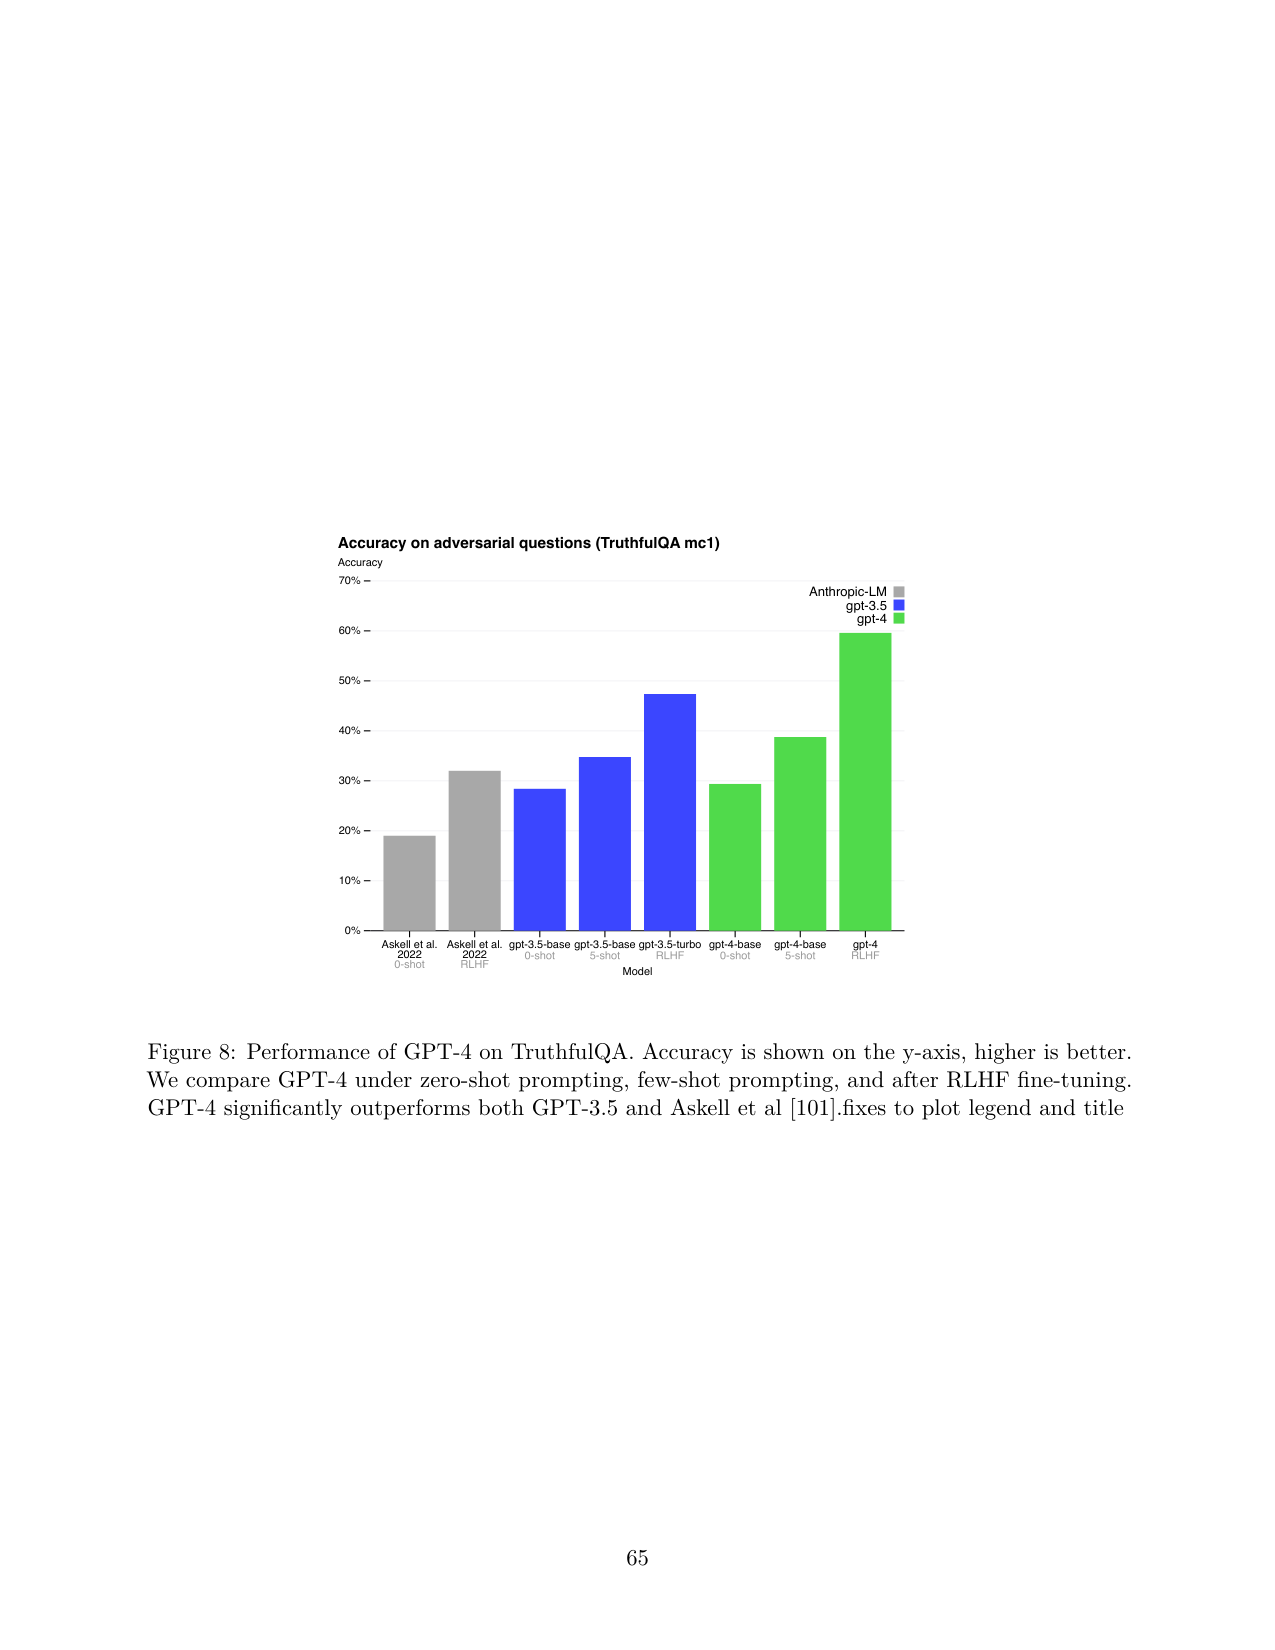 Accuracy on adversarial questions (TruthfulQA mc1)
Accuracy
70%
Anthropic-LM
gpt-3.5
gpt-4
60%
50%
40%
30%
20%
10%
0%
Askell et al. Askell et al. gpt-3.5-base gpt-3.5-base gpt-3.5-turbo gpt-4-base gpt-4-base gpt-4
2022 2022 0-shot 5-shot RLHF 0-shot 5-shot RLHF
0-shot RLHF
Model
Figure 8: Performance of GPT-4 on TruthfulQA. Accuracy is shown on the y-axis, higher is better.
We compare GPT-4 under zero-shot prompting, few-shot prompting, and after RLHF fine-tuning.
GPT-4 significantly outperforms both GPT-3.5 and Askell et al [101].fixes to plot legend and title
65